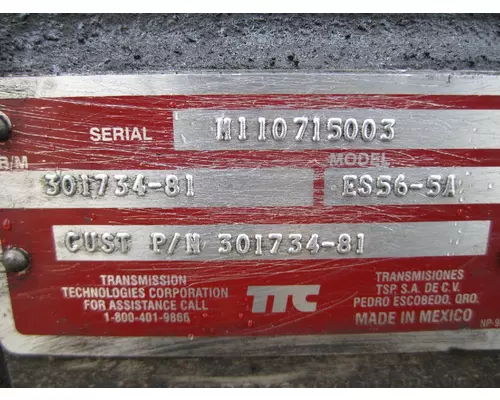 SERIAL M110715003
B/M MODEL
301734-81 ES56-5A
CUST P/N 301734-81
TRANSMISSION
TECHNOLOGIES CORPORATION
FOR ASSISTANCE CALL
1-800-401-9866
TTC
TRANSMISIONES
TSP, S.A. DE C.V.
PEDRO ESCOBEDO, QRO.
MADE IN MEXICO